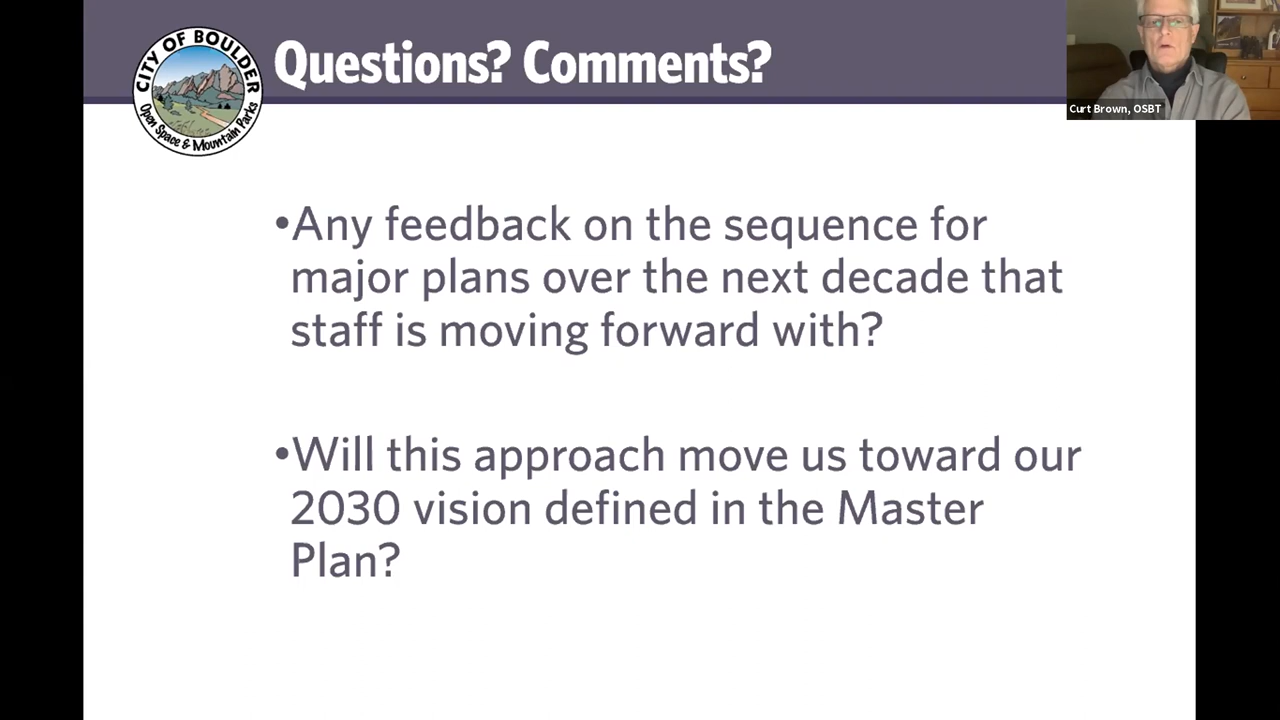 CITY OF BOULDER
Open Space & Mountain Parks
Questions? Comments?
Curt Brown, OSBT
•Any feedback on the sequence for
major plans over the next decade that
staff is moving forward with?
•Will this approach move us toward our
2030 vision defined in the Master
Plan?